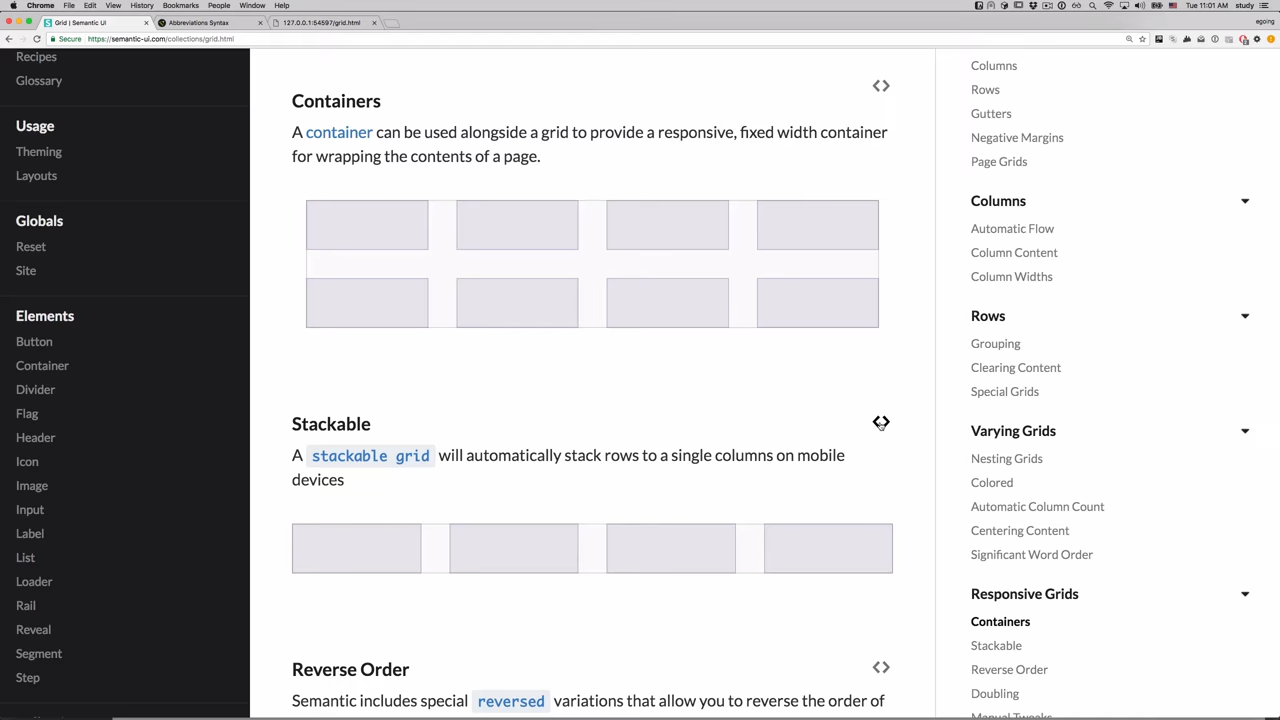 Chrome File Edit View History Bookmarks People Window Help
Tue 11:01 AM study
Grid | Semantic UI
Abbreviations Syntax
127.0.0.1:54597/grid.html
egoing
Secure https://semantic-ui.com/collections/grid.html
Recipes
Glossary
Usage
Theming
Layouts
Globals
Reset
Site
Elements
Button
Container
Divider
Flag
Header
Icon
Image
Input
Label
List
Loader
Rail
Reveal
Segment
Step
Containers
A container can be used alongside a grid to provide a responsive, fixed width container
for wrapping the contents of a page.
Stackable
A stackable grid will automatically stack rows to a single columns on mobile
devices
Reverse Order
Semantic includes special reversed variations that allow you to reverse the order of
Columns
Rows
Gutters
Negative Margins
Page Grids
Columns
Automatic Flow
Column Content
Column Widths
Rows
Grouping
Clearing Content
Special Grids
Varying Grids
Nesting Grids
Colored
Automatic Column Count
Centering Content
Significant Word Order
Responsive Grids
Containers
Stackable
Reverse Order
Doubling
Manual Tweaks